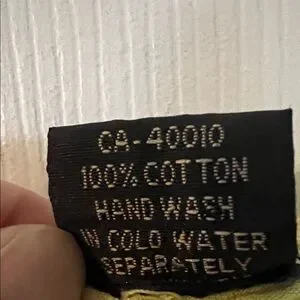 CA-40010
100% COTTON
HAND WASH
IN COLD WATER
SEPARATELY